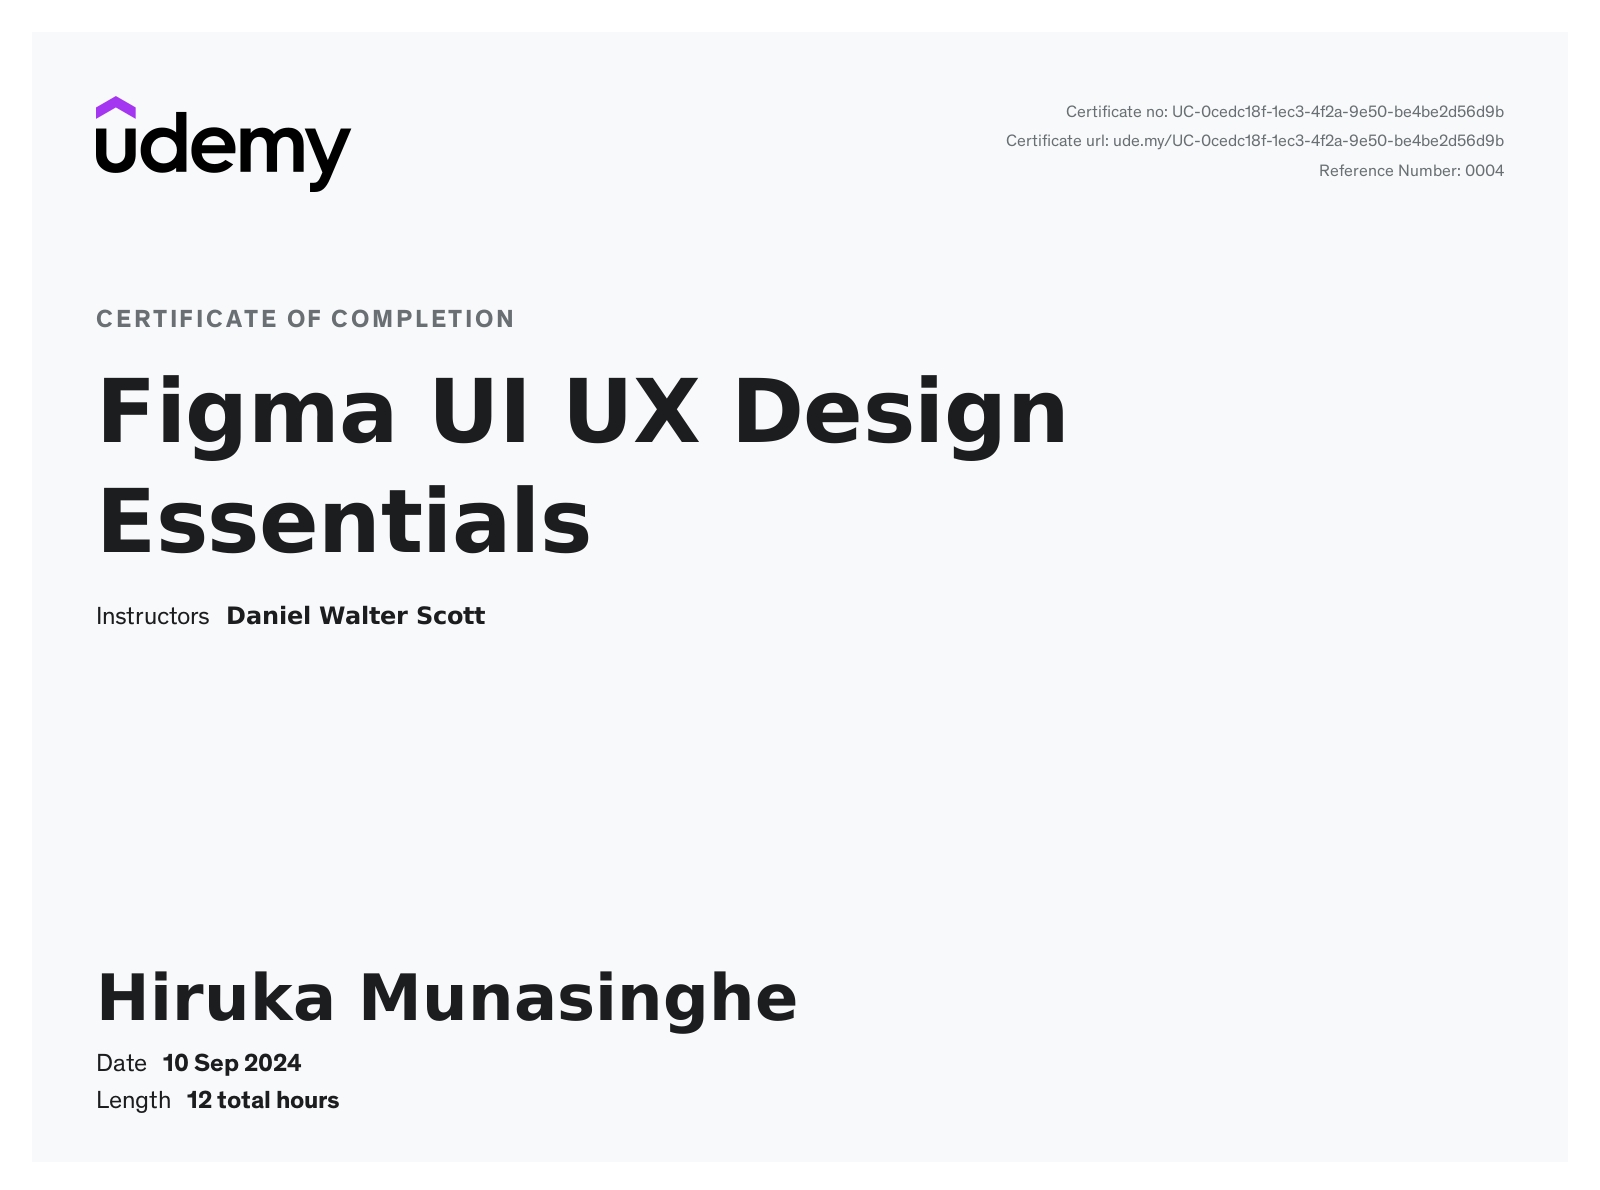 udemy
Certificate no: UC-0cedc18f-1ec3-4f2a-9e50-be4be2d56d9b
Certificate url: ude.my/UC-0cedc18f-1ec3-4f2a-9e50-be4be2d56d9b
Reference Number: 0004
CERTIFICATE OF COMPLETION
Figma UI UX Design
Essentials
Instructors Daniel Walter Scott
Hiruka Munasinghe
Date 10 Sep 2024
Length 12 total hours